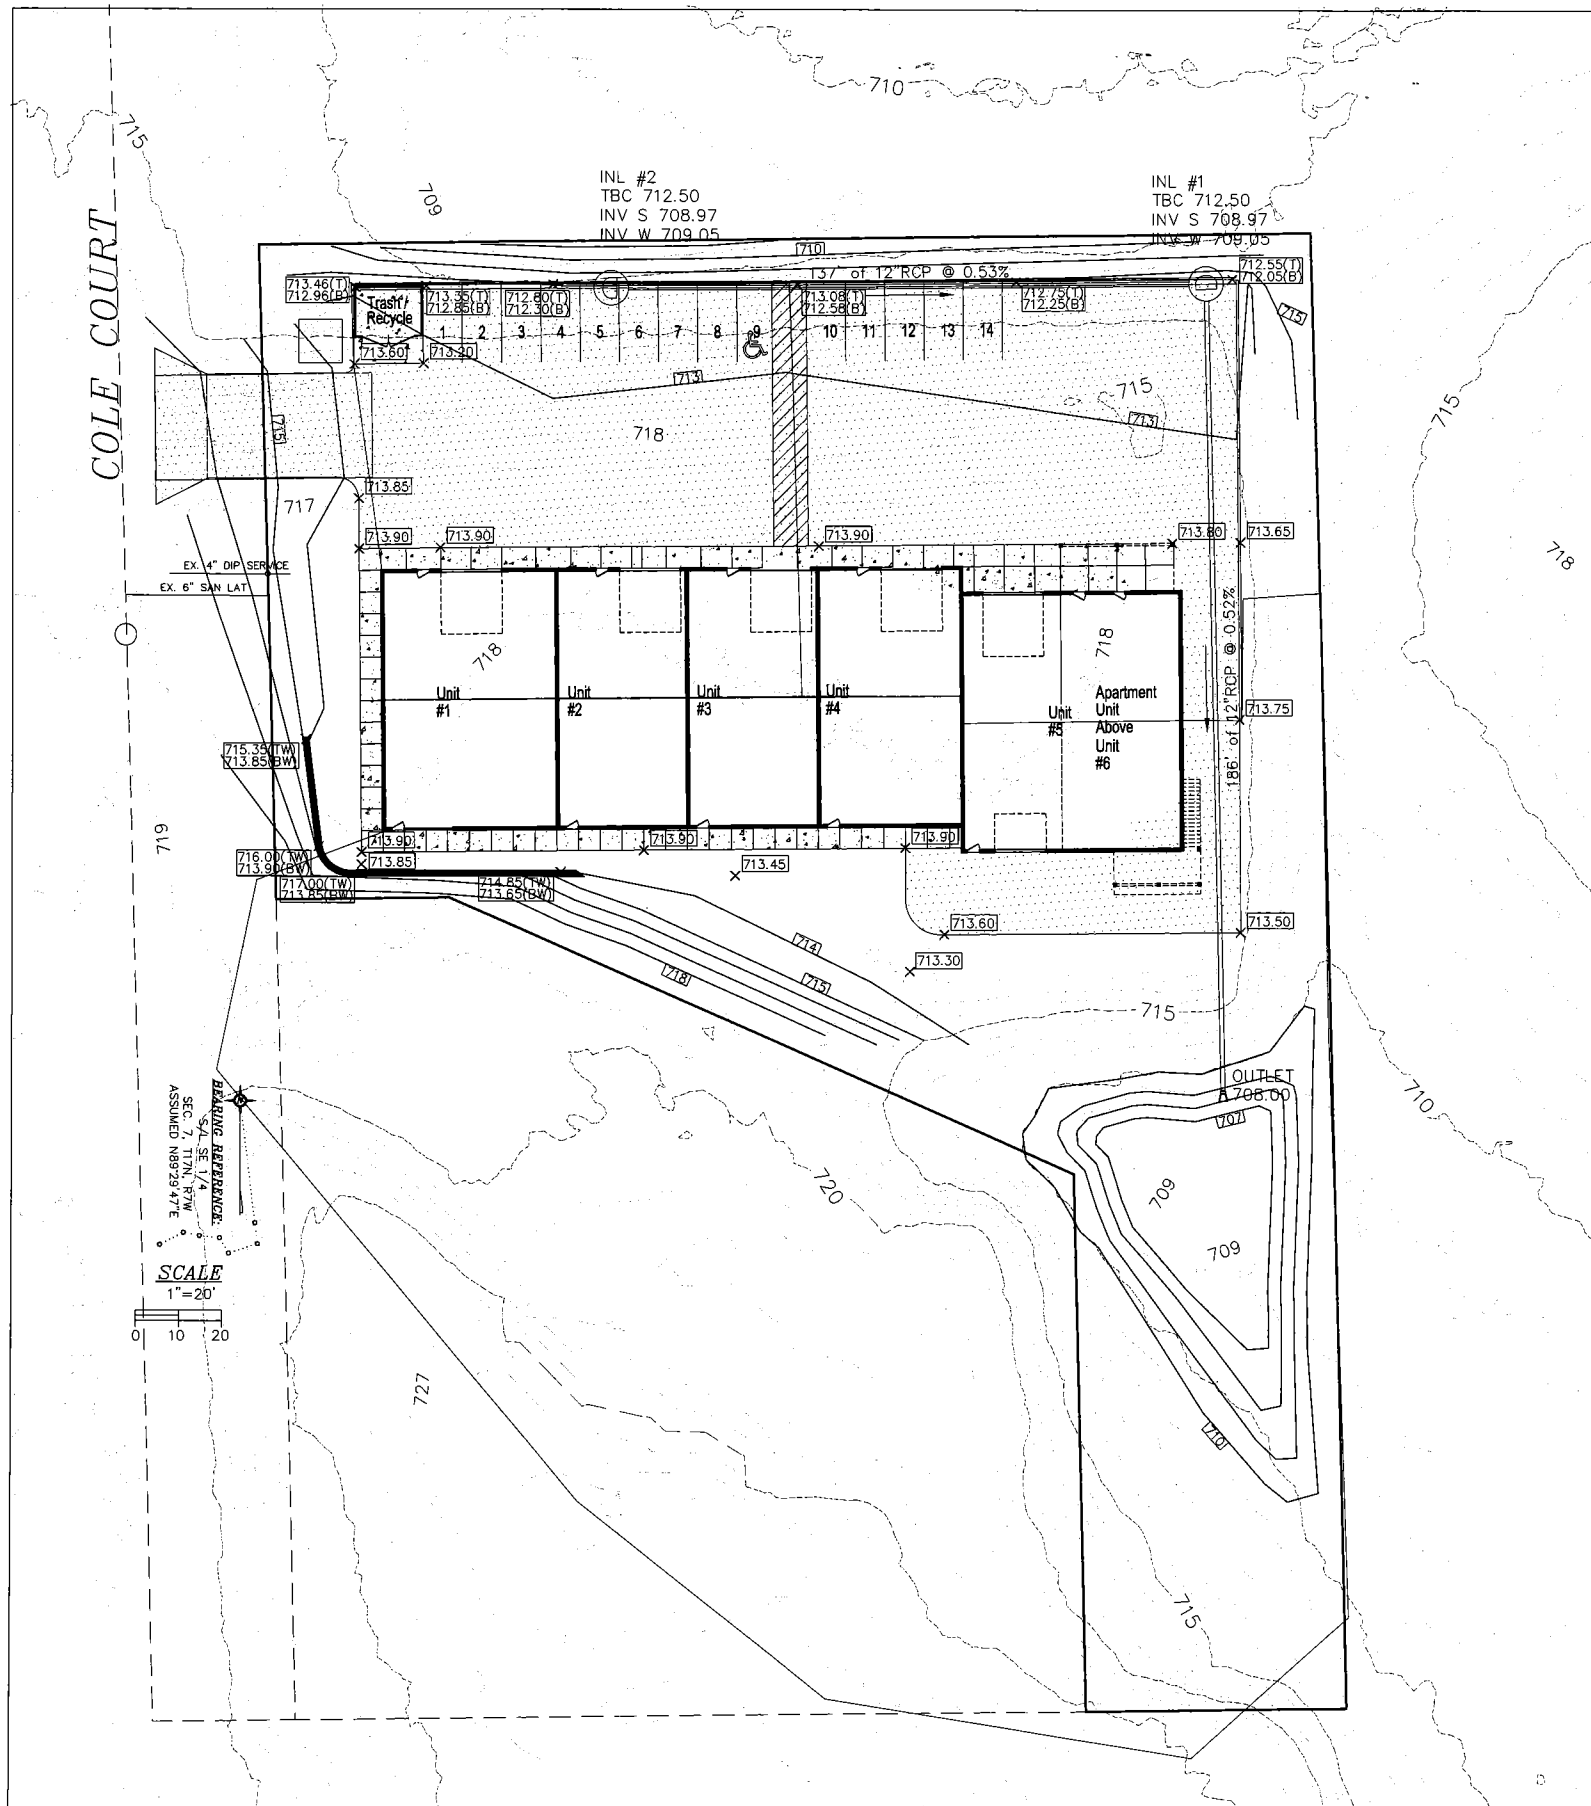 710
715
709
INL #2
TBC 712.50
INV S 708.97
INV W 709.05
INL #1
TBC 712.50
INV S 708.97
INV W 709.05
COLE COURT
710
137' of 12"RCP @ 0.53%
712.55(T)
712.05(B)
713.46(T)
712.96(B)
Trash/
Recycle
713.35(T)
712.85(B)
712.80(T)
712.30(B)
713.08(T)
712.58(B)
712.75(T)
712.25(B)
715
1 2 3 4 5 6 7 8 9 10 11 12 13 14
713.60
713.20
713
715
713
715
715
718
713.85
717
713.90
713.90
713.90
713.80
713.65
718
EX. 4" DIP SERVICE
EX. 6" SAN LAT
186' of 12"RCP @ 0.52%
718
718
Unit
#1
Unit
#2
Unit
#3
Unit
#4
Unit
#5
Apartment
Unit
Above
Unit
#6
713.75
715.35(TW)
713.85(BW)
719
713.90
713.90
713.90
716.00(TW)
713.90(BW)
713.85
713.45
717.00(TW)
713.85(BW)
714.85(TW)
713.65(BW)
713.60
713.50
714
713.30
718
715
715
OUTLET
708.00
707
710
BEARING REFERENCE:
S/L SE 1/4
SEC. 7, T17N, R7W
ASSUMED N89°29'47"E
720
709
709
SCALE
1"=20'
0 10 20
727
710
715